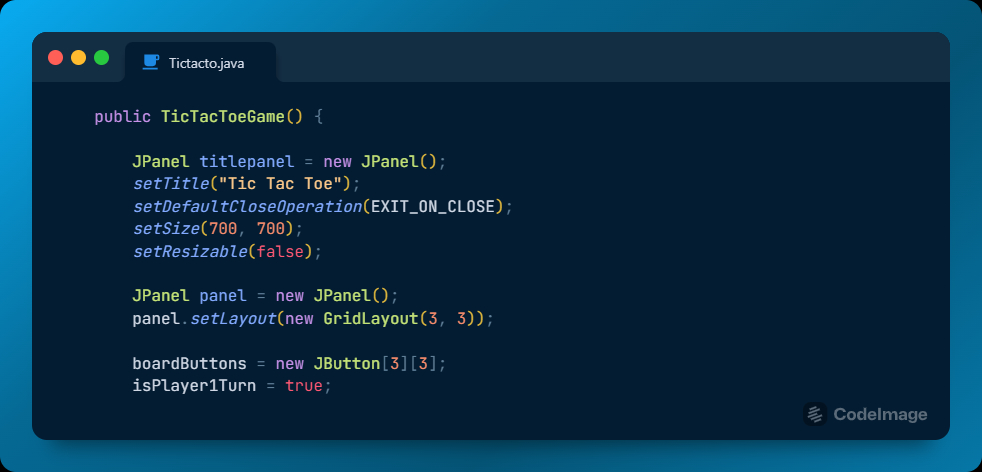 Tictacto.java
public TicTacToeGame() {
JPanel titlepanel = new JPanel();
setTitle("Tic Tac Toe");
setDefaultCloseOperation(EXIT_ON_CLOSE);
setSize(700, 700);
setResizable(false);
JPanel panel = new JPanel();
panel.setLayout(new GridLayout(3, 3));
boardButtons = new JButton[3][3];
isPlayer1Turn = true;
CodeImage